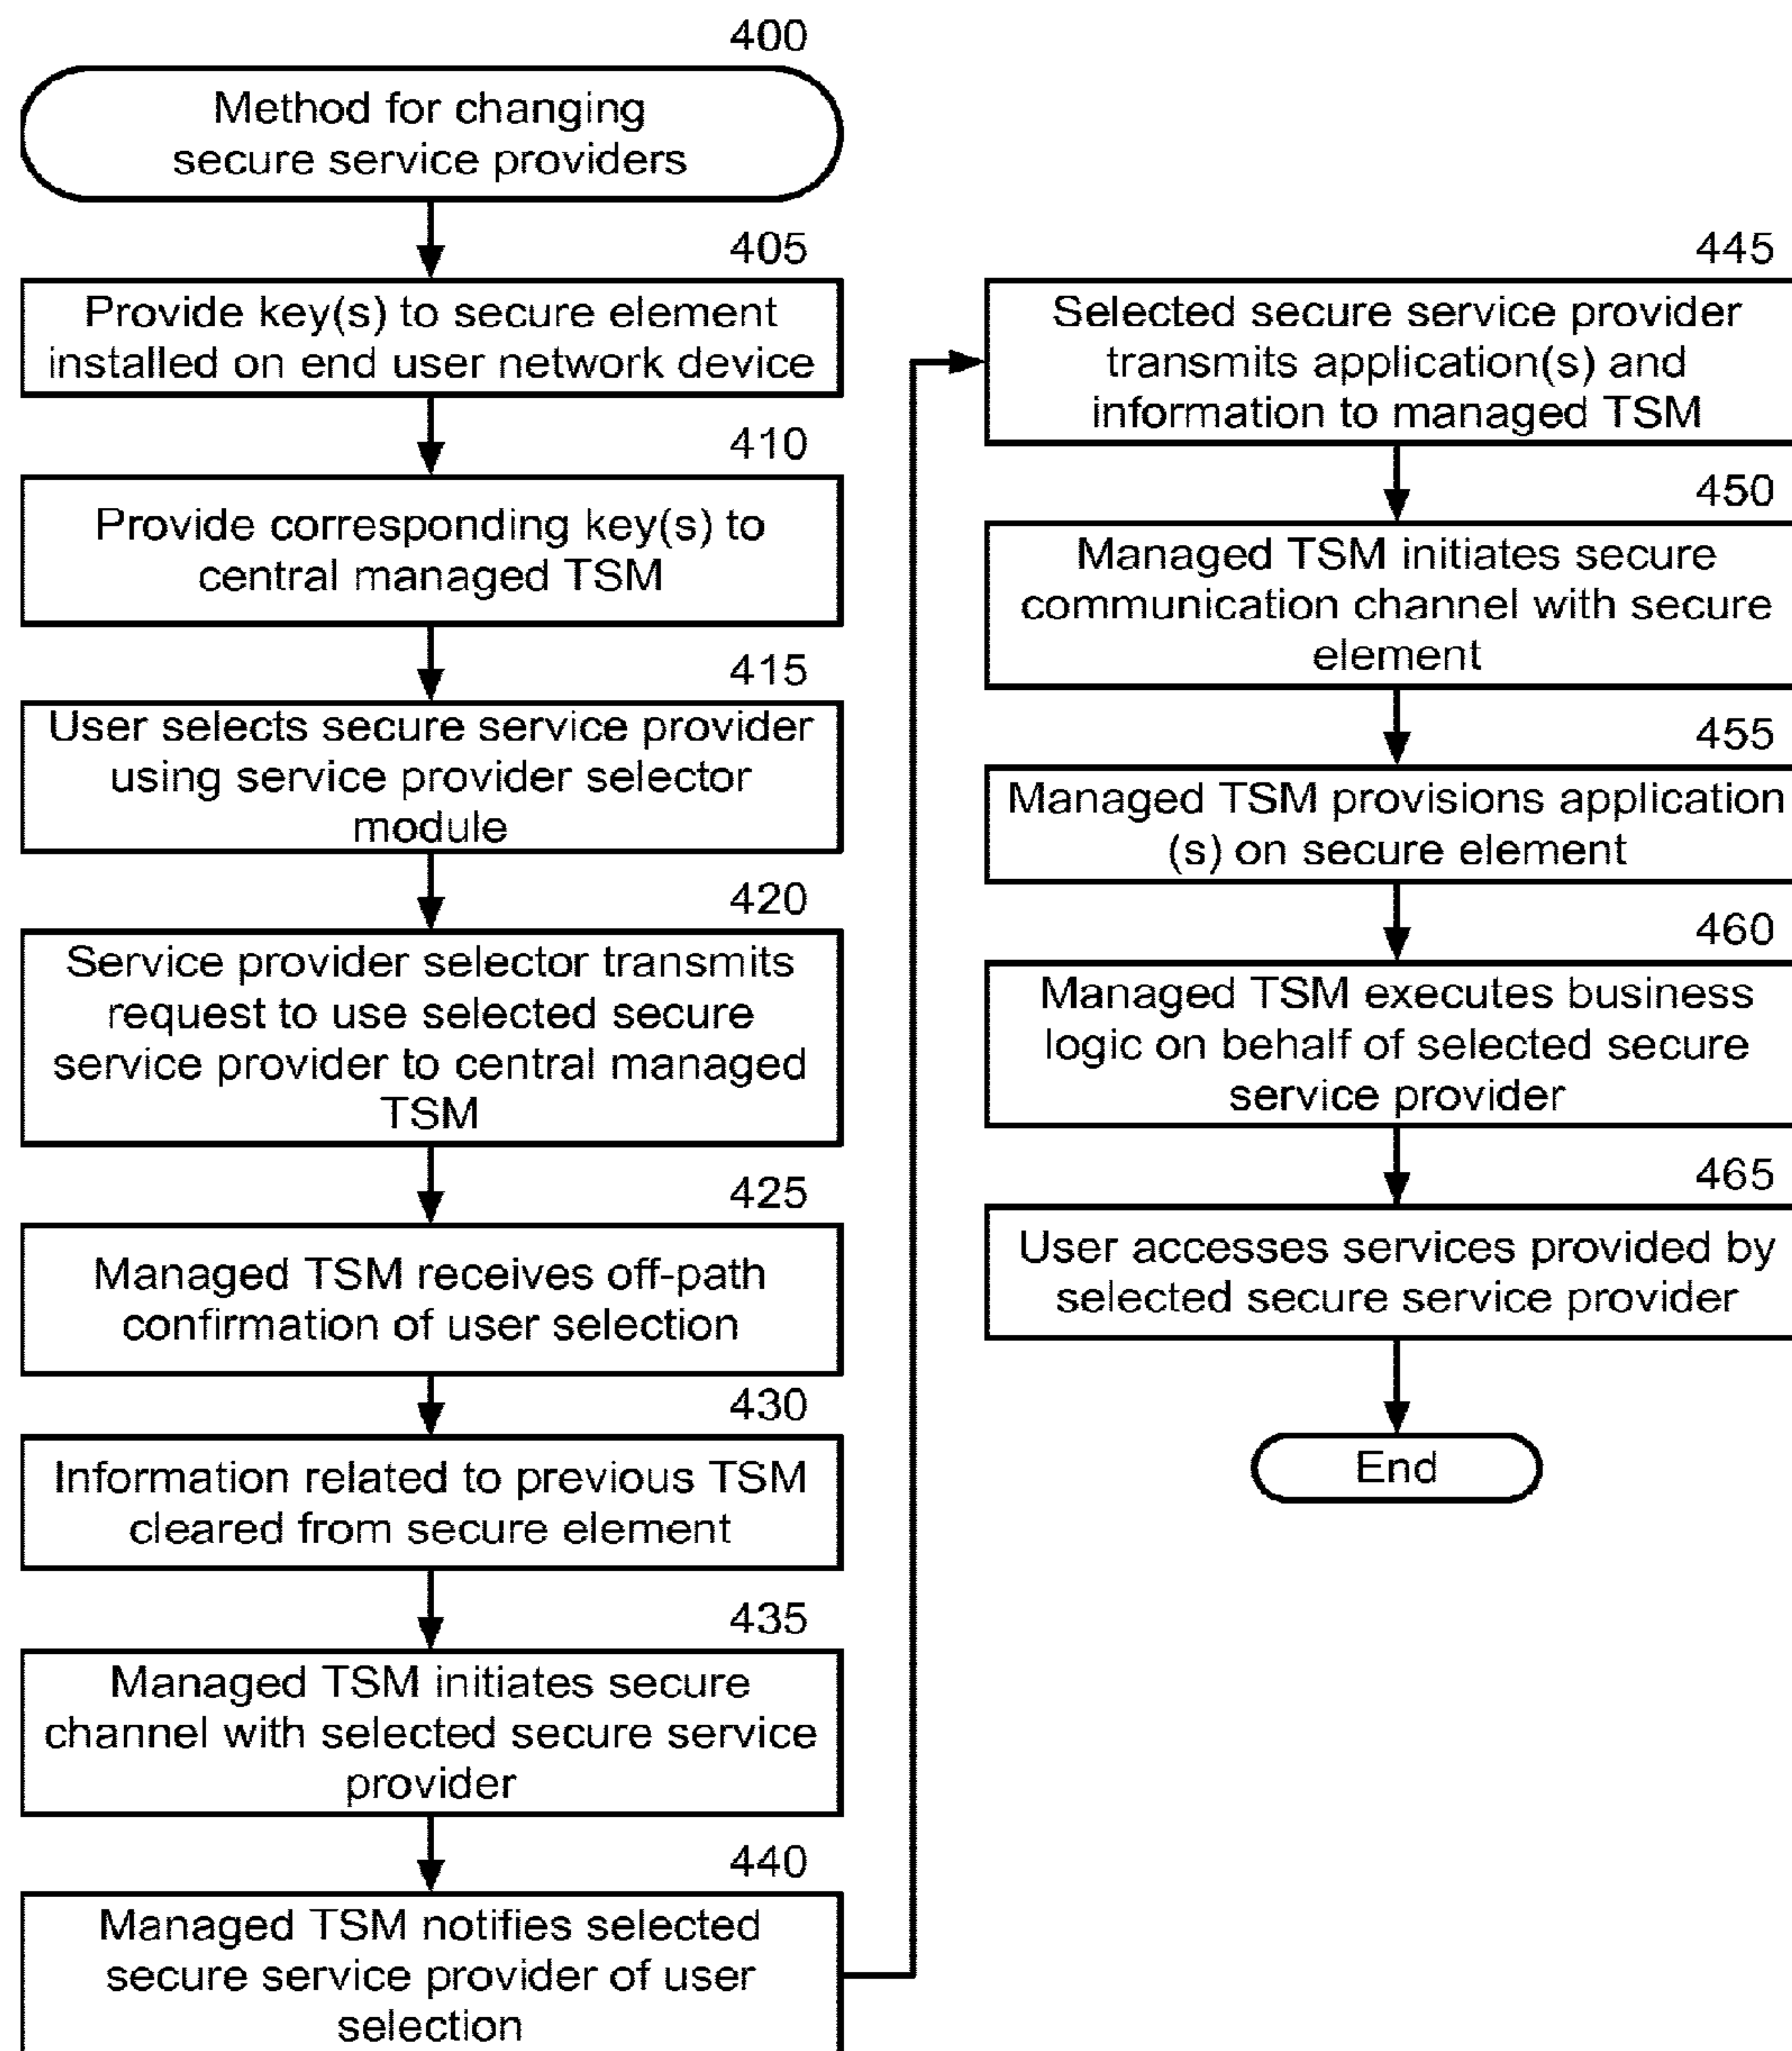 400
Method for changing
secure service providers
405
Provide key(s) to secure element
installed on end user network device
410
Provide corresponding key(s) to
central managed TSM
415
User selects secure service provider
using service provider selector
module
420
Service provider selector transmits
request to use selected secure
service provider to central managed
TSM
425
Managed TSM receives off-path
confirmation of user selection
430
Information related to previous TSM
cleared from secure element
435
Managed TSM initiates secure
channel with selected secure service
provider
440
Managed TSM notifies selected
secure service provider of user
selection
445
Selected secure service provider
transmits application(s) and
information to managed TSM
450
Managed TSM initiates secure
communication channel with secure
element
455
Managed TSM provisions application
(s) on secure element
460
Managed TSM executes business
logic on behalf of selected secure
service provider
465
User accesses services provided by
selected secure service provider
End